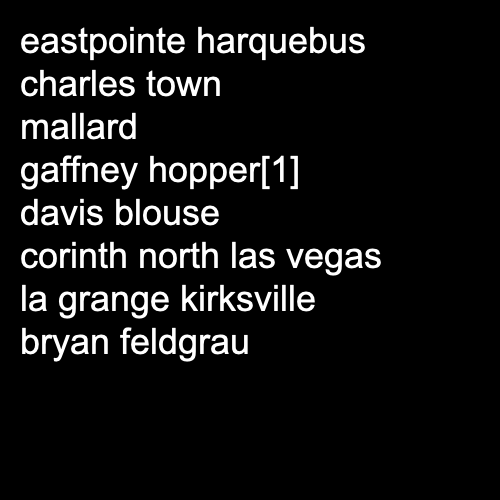 eastpointe harquebus
charles town
mallard
gaffney hopper[1]
davis blouse
corinth north las vegas
la grange kirksville
bryan feldgrau